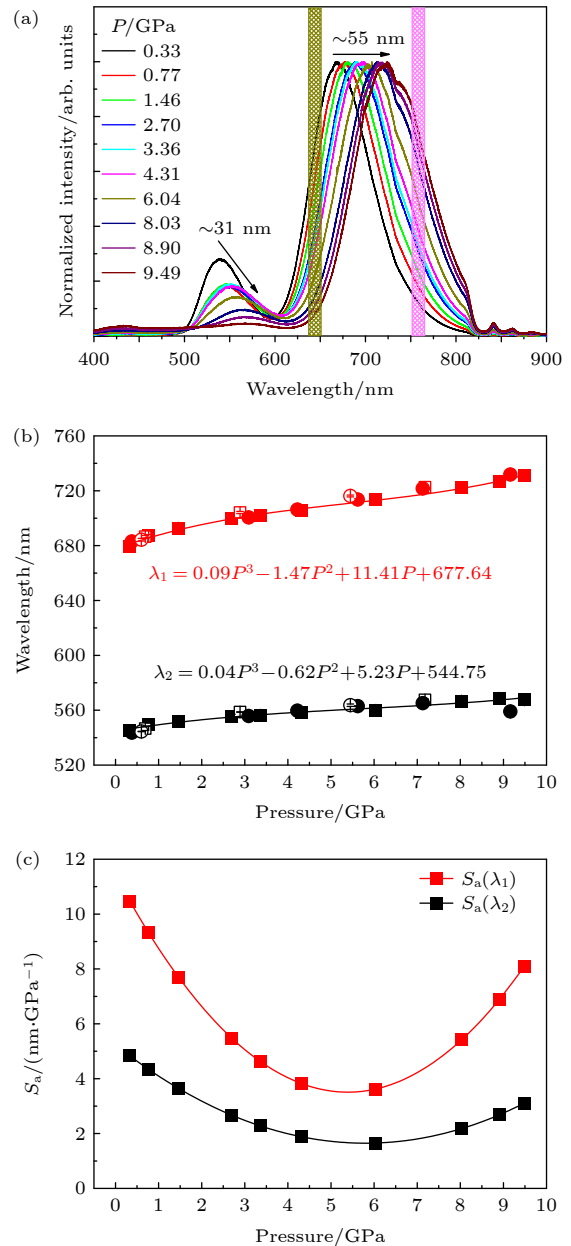 (a)
P/GPa
0.33
0.77
1.46
2.70
3.36
4.31
6.04
8.03
8.90
9.49
~55 nm
~31 nm
Normalized intensity/arb. units
400 500 600 700 800 900
Wavelength/nm
(b)
760
720
680
640
600
560
520
Wavelength/nm
λ₁ = 0.09P³−1.47P²+11.41P+677.64
λ₂ = 0.04P³−0.62P²+5.23P+544.75
0 1 2 3 4 5 6 7 8 9 10
Pressure/GPa
(c)
12
10
8
6
4
2
0
Sₐ/(nm·GPa⁻¹)
Sₐ(λ₁)
Sₐ(λ₂)
0 1 2 3 4 5 6 7 8 9 10
Pressure/GPa